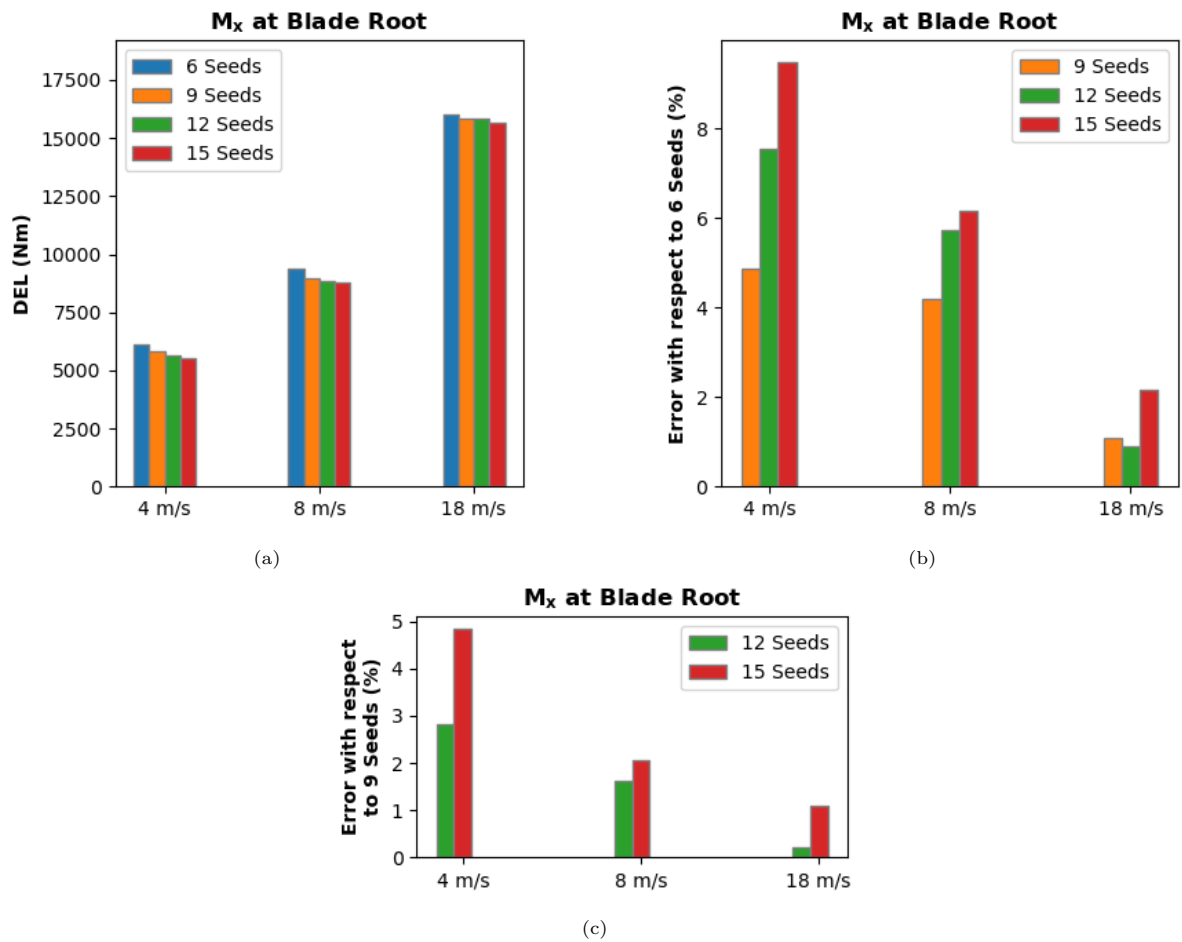 Mx at Blade Root
DEL (Nm)
17500
15000
12500
10000
7500
5000
2500
0
6 Seeds
9 Seeds
12 Seeds
15 Seeds
4 m/s
8 m/s
18 m/s
(a)
Mx at Blade Root
Error with respect to 6 Seeds (%)
8
6
4
2
0
9 Seeds
12 Seeds
15 Seeds
4 m/s
8 m/s
18 m/s
(b)
Mx at Blade Root
Error with respect
to 9 Seeds (%)
5
4
3
2
1
0
12 Seeds
15 Seeds
4 m/s
8 m/s
18 m/s
(c)